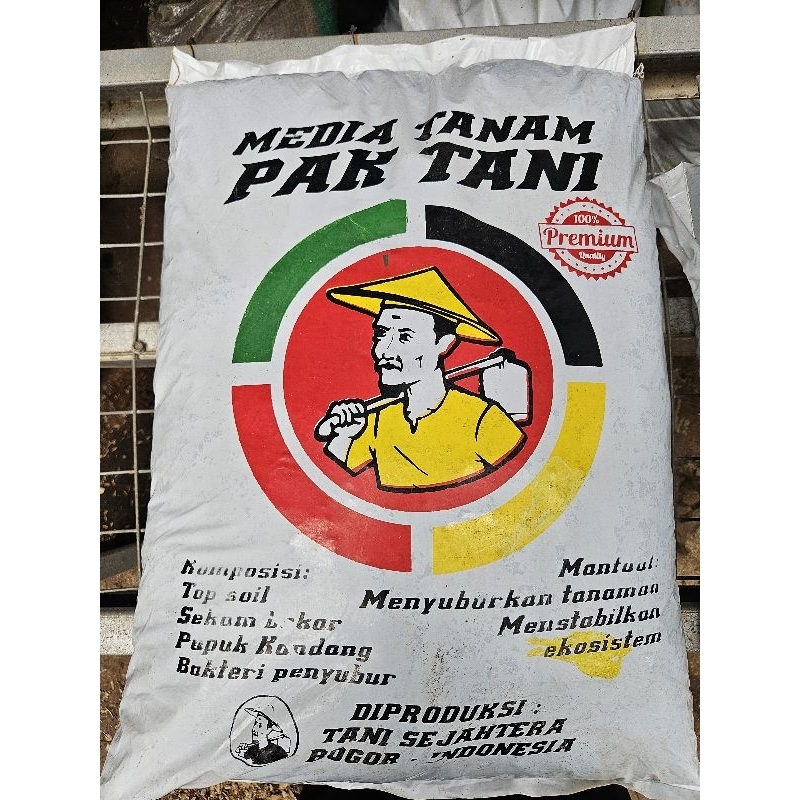 MEDIA TANAM
PAK TANI
100%
Premium
Quality
Komposisi:
Top soil
Sekam bakar
Pupuk Kandang
Bakteri penyubur
Manfaat:
Menyuburkan tanaman
Menstabilkan
ekosistem
DIPRODUKSI :
TANI SEJAHTERA
BOGOR - INDONESIA